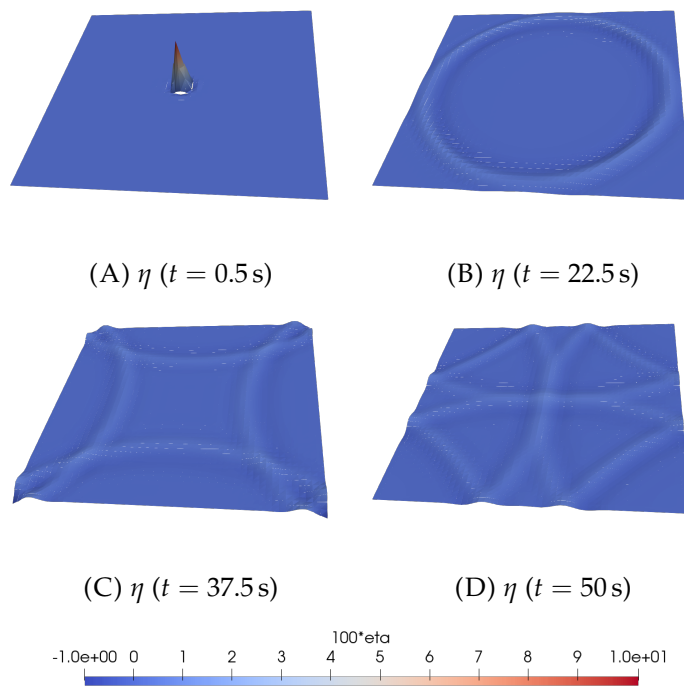 (A) η (t = 0.5 s)
(B) η (t = 22.5 s)
(C) η (t = 37.5 s)
(D) η (t = 50 s)
100*eta
-1.0e+00 0 1 2 3 4 5 6 7 8 9 1.0e+01